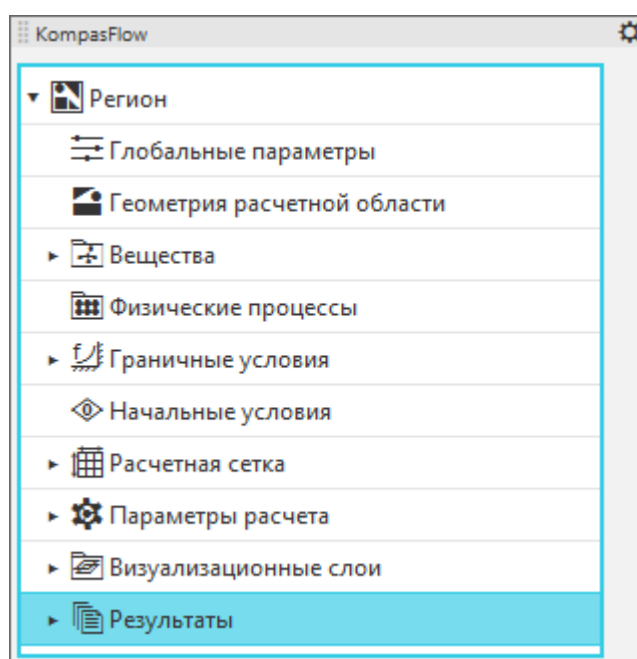 KompasFlow
Регион
Глобальные параметры
Геометрия расчетной области
Вещества
Физические процессы
Граничные условия
Начальные условия
Расчетная сетка
Параметры расчета
Визуализационные слои
Результаты